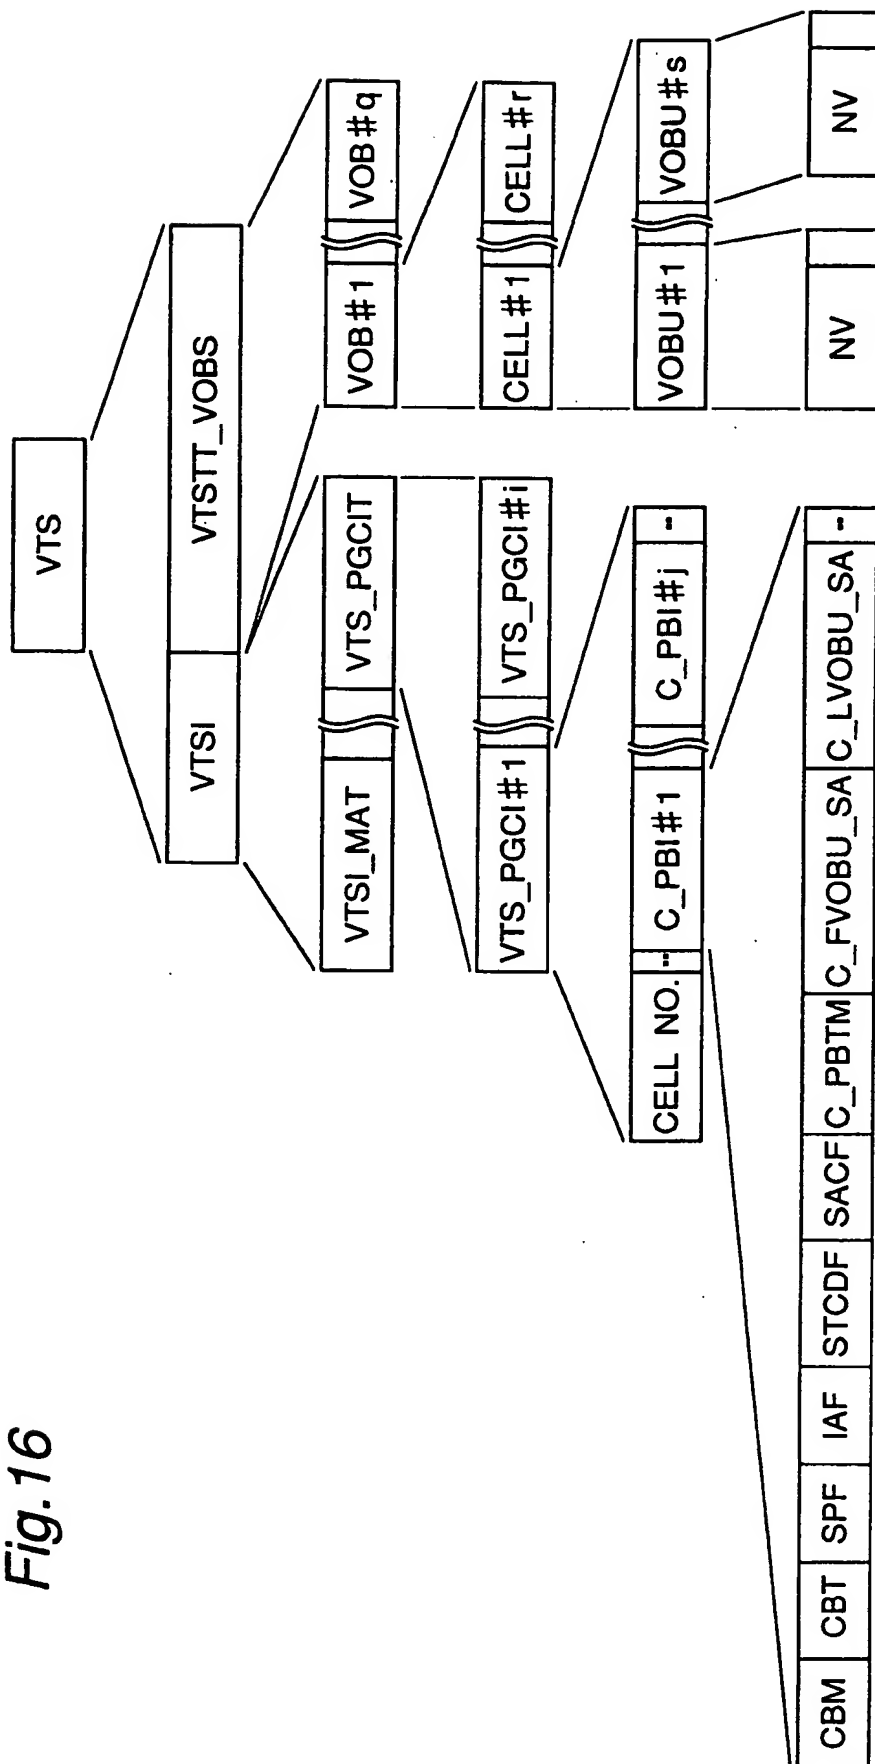 Fig.16
VTS
VTSI VTSTT_VOBS
VTSI_MAT VTS_PGCIT VOB#1 VOB#q
VTS_PGCI#1 VTS_PGCI#i CELL#1 CELL#r
CELL NO. -- C_PBI#1 C_PBI#j -- VOBU#1 VOBU#s
CBM CBT SPF IAF STCDF SACF C_PBTM C_FVOBU_SA C_LVOBU_SA -- NV NV